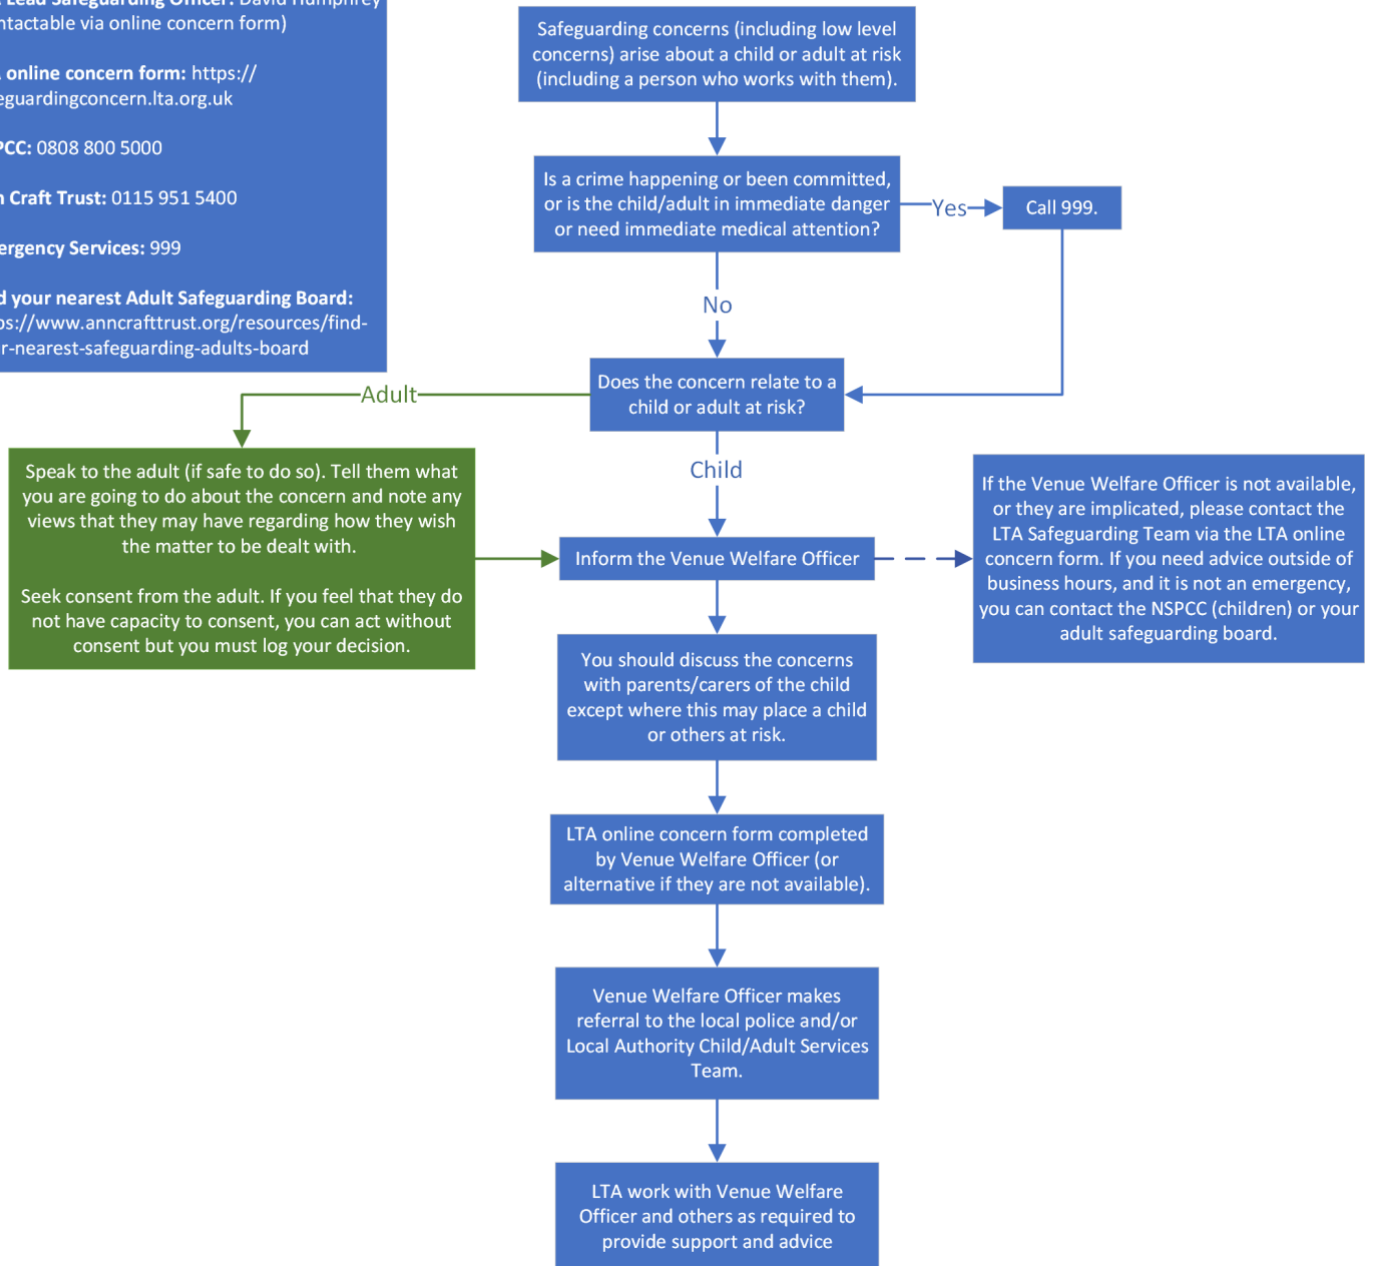 Lead Safeguarding Officer: David Humphrey
ntactable via online concern form)
online concern form: https://
eguardingconcern.lta.org.uk
PCC: 0808 800 5000
n Craft Trust: 0115 951 5400
ergency Services: 999
d your nearest Adult Safeguarding Board:
ps://www.anncrafttrust.org/resources/find-
r-nearest-safeguarding-adults-board
Safeguarding concerns (including low level
concerns) arise about a child or adult at risk
(including a person who works with them).
Is a crime happening or been committed,
or is the child/adult in immediate danger
or need immediate medical attention?
Yes
Call 999.
No
Does the concern relate to a
child or adult at risk?
Adult
Speak to the adult (if safe to do so). Tell them what
you are going to do about the concern and note any
views that they may have regarding how they wish
the matter to be dealt with.
Seek consent from the adult. If you feel that they do
not have capacity to consent, you can act without
consent but you must log your decision.
Child
Inform the Venue Welfare Officer
If the Venue Welfare Officer is not available,
or they are implicated, please contact the
LTA Safeguarding Team via the LTA online
concern form. If you need advice outside of
business hours, and it is not an emergency,
you can contact the NSPCC (children) or your
adult safeguarding board.
You should discuss the concerns
with parents/carers of the child
except where this may place a child
or others at risk.
LTA online concern form completed
by Venue Welfare Officer (or
alternative if they are not available).
Venue Welfare Officer makes
referral to the local police and/or
Local Authority Child/Adult Services
Team.
LTA work with Venue Welfare
Officer and others as required to
provide support and advice